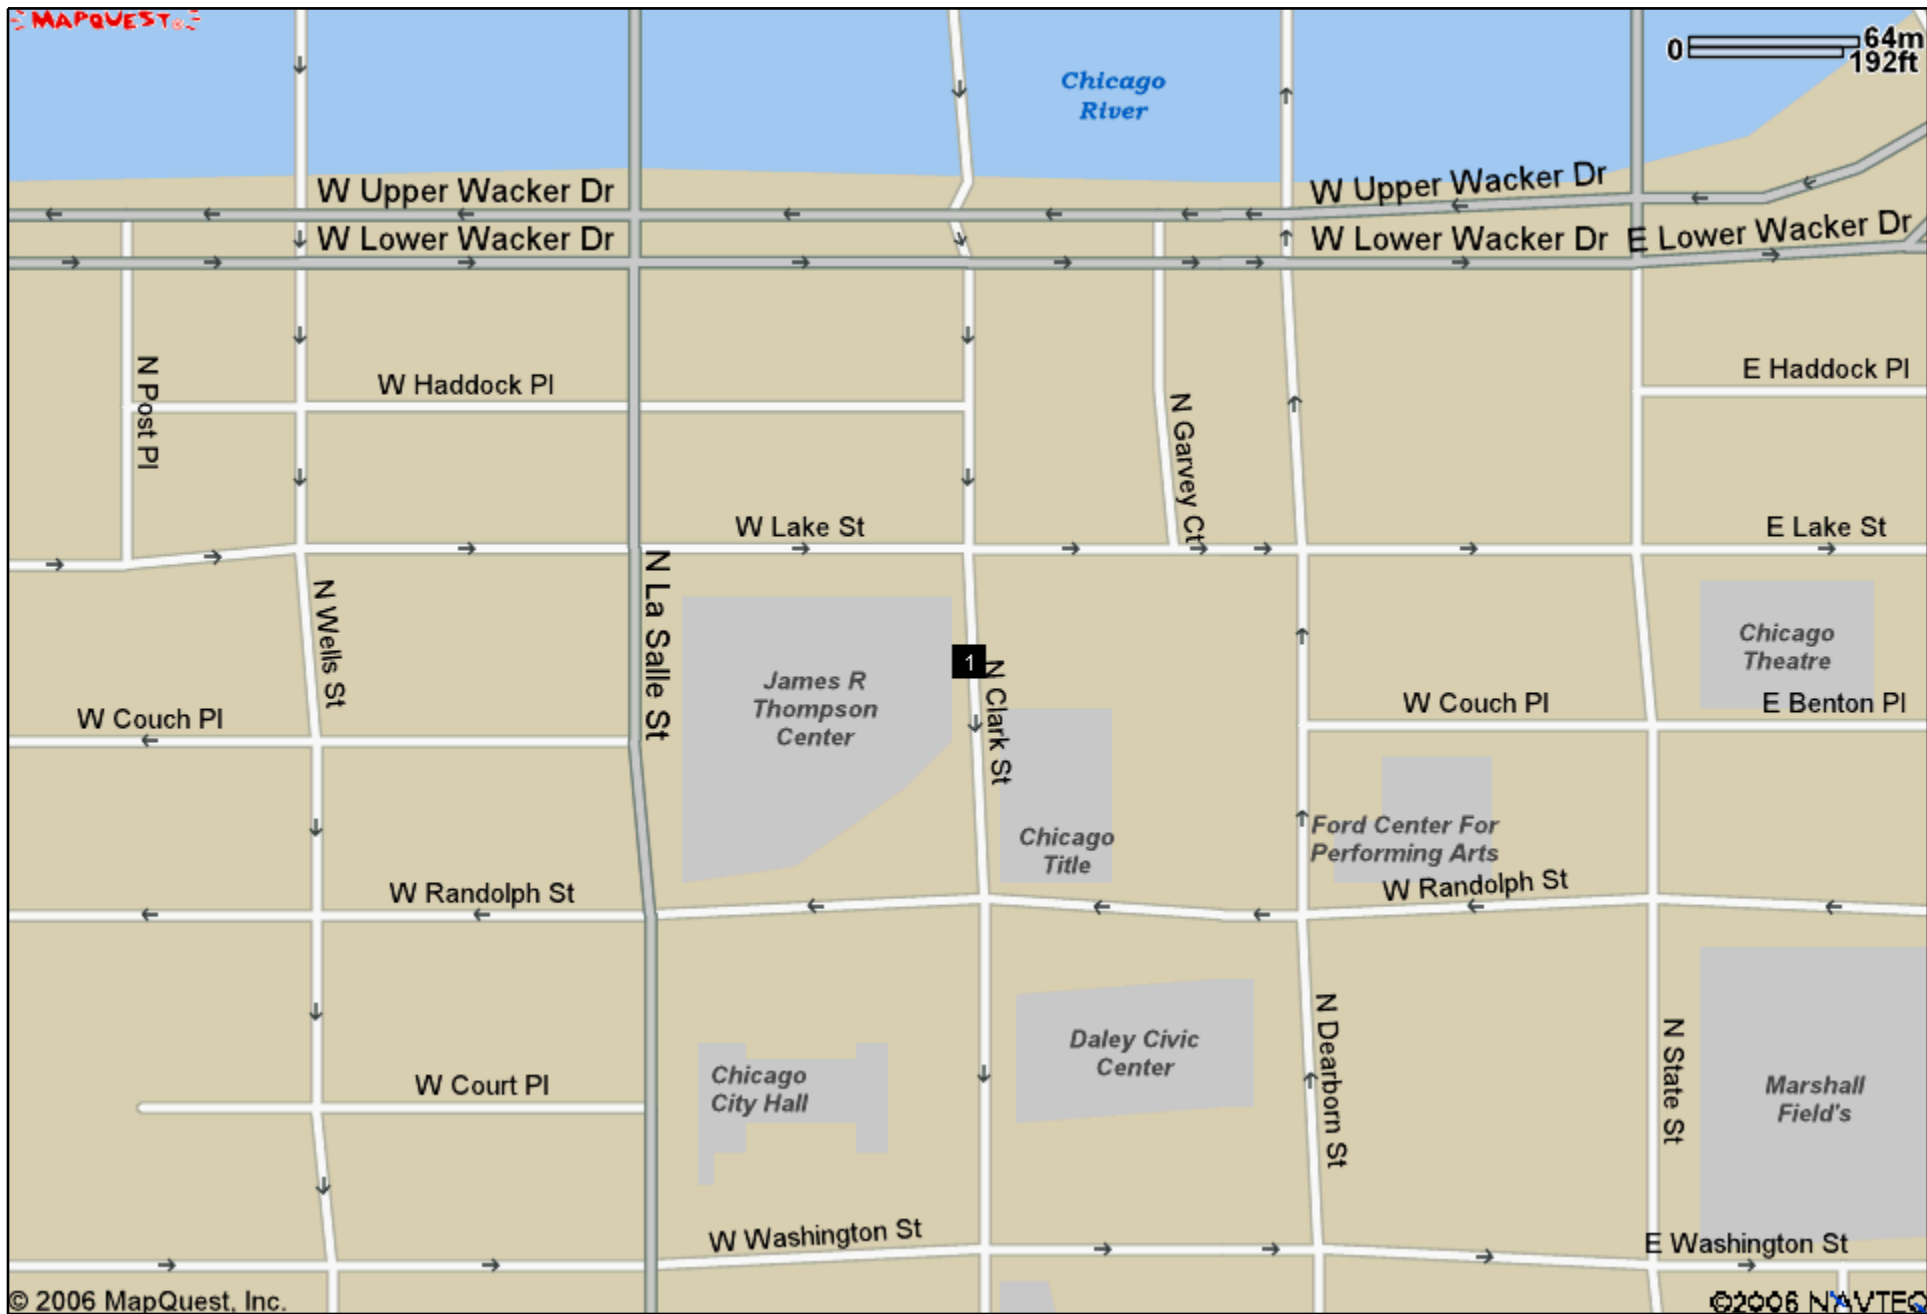 MAPQUEST
0
64m
192ft
Chicago
River
W Upper Wacker Dr
W Upper Wacker Dr
W Lower Wacker Dr
W Lower Wacker Dr
E Lower Wacker Dr
N Post Pl
W Haddock Pl
E Haddock Pl
N Garvey Ct
W Lake St
E Lake St
N Wells St
N La Salle St
James R
Thompson
Center
1
N Clark St
Chicago
Theatre
W Couch Pl
W Couch Pl
E Benton Pl
Chicago
Title
Ford Center For
Performing Arts
W Randolph St
W Randolph St
Daley Civic
Center
N Dearborn St
N State St
Chicago
City Hall
W Court Pl
Marshall
Field's
W Washington St
E Washington St
© 2006 MapQuest, Inc.
©2006 NAVTEQ